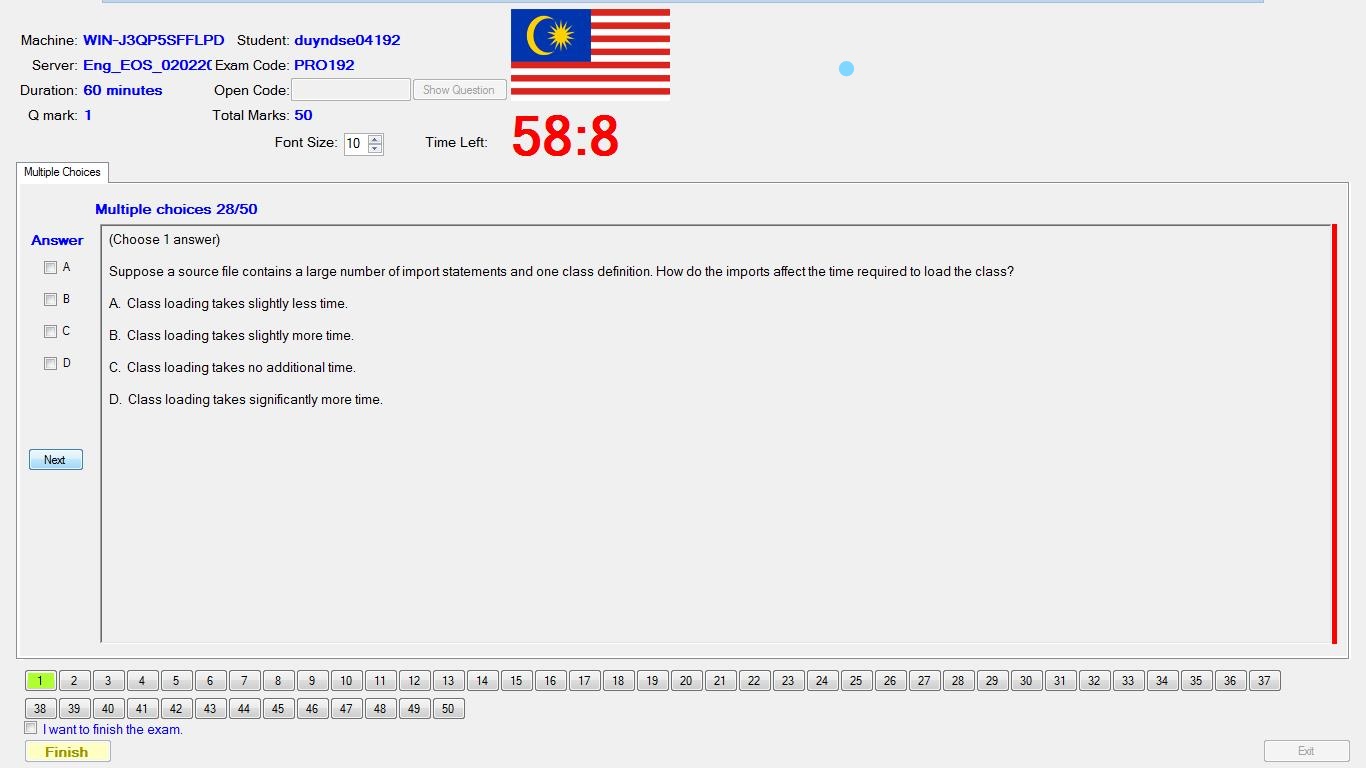 Machine: WIN-J3QP5SFFLPD Student: duyndse04192
Server: Eng_EOS_020220 Exam Code: PRO192
Duration: 60 minutes Open Code: Show Question
Q mark: 1 Total Marks: 50
Font Size: 10 Time Left: 58:8
Multiple Choices
Multiple choices 28/50
Answer
(Choose 1 answer)
A
Suppose a source file contains a large number of import statements and one class definition. How do the imports affect the time required to load the class?
B
A. Class loading takes slightly less time.
C
B. Class loading takes slightly more time.
D
C. Class loading takes no additional time.
D. Class loading takes significantly more time.
Next
1 2 3 4 5 6 7 8 9 10 11 12 13 14 15 16 17 18 19 20 21 22 23 24 25 26 27 28 29 30 31 32 33 34 35 36 37
38 39 40 41 42 43 44 45 46 47 48 49 50
I want to finish the exam.
Finish Exit